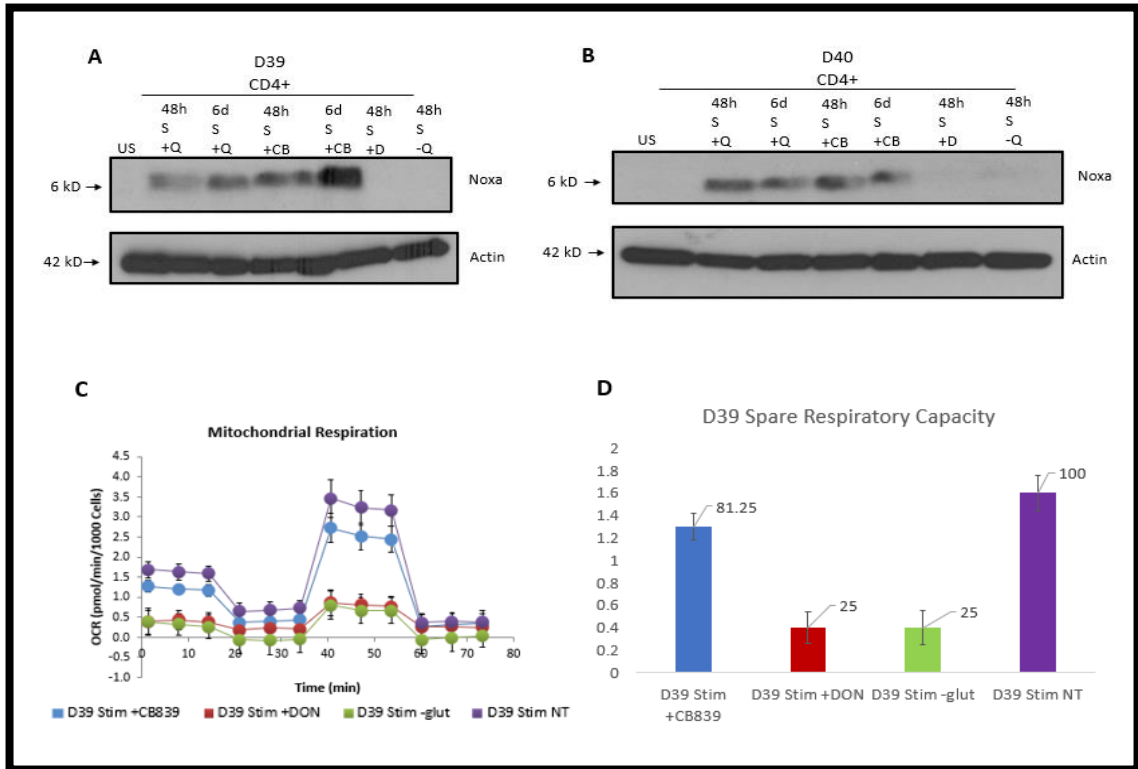 A
D39
CD4+
48h 6d 48h 6d 48h 48h
S S S S S S
US +Q +Q +CB +CB +D -Q
6 kD → Noxa
42 kD → Actin
B
D40
CD4+
48h 6d 48h 6d 48h 48h
S S S S S S
US +Q +Q +CB +CB +D -Q
6 kD → Noxa
42 kD → Actin
C
Mitochondrial Respiration
OCR (pmol/min/1000 Cells)
4.5
4.0
3.5
3.0
2.5
2.0
1.5
1.0
0.5
0.0
-0.5
-1.0
0 10 20 30 40 50 60 70 80
Time (min)
D39 Stim +CB839 D39 Stim +DON D39 Stim -glut D39 Stim NT
D
D39 Spare Respiratory Capacity
2
1.8
1.6
1.4
1.2
1
0.8
0.6
0.4
0.2
0
81.25
25
25
100
D39 Stim D39 Stim +DON D39 Stim -glut D39 Stim NT
+CB839